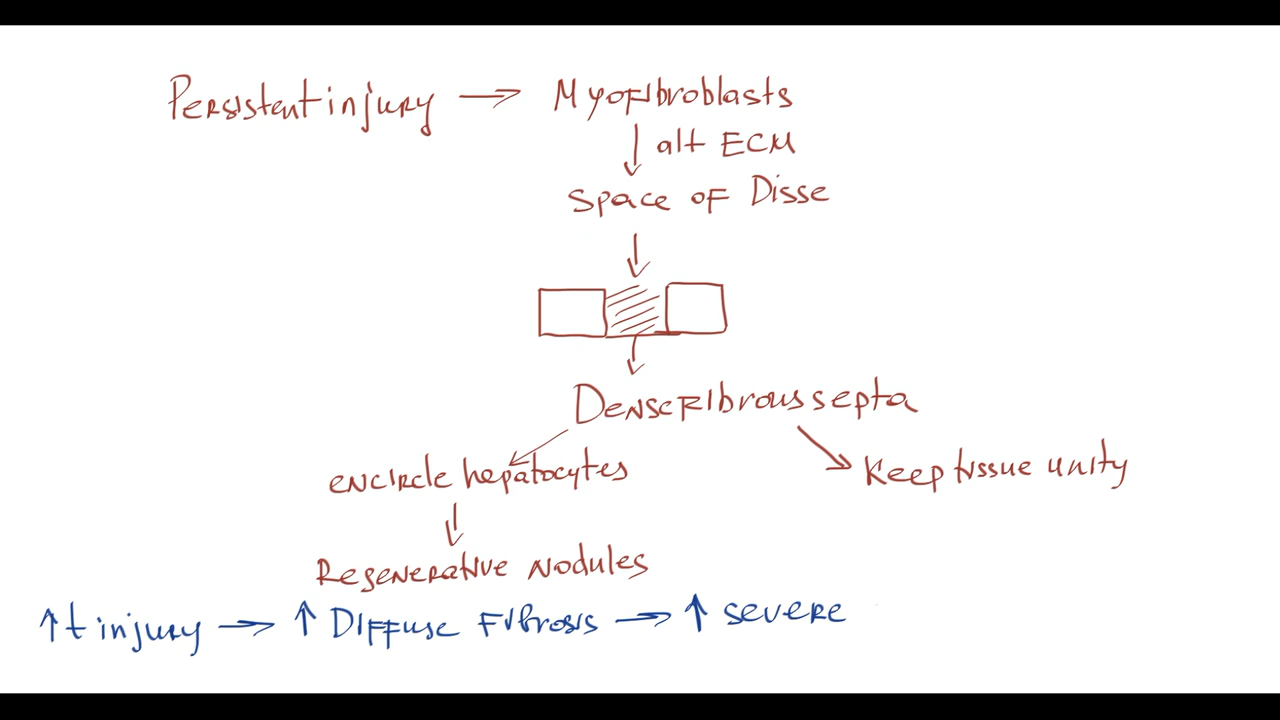 Persistent injury → Myofibroblasts
↓ alt ECM
Space of Disse
↓
↓
Dense fibrous septa
encircle hepatocytes
Keep tissue unity
↓
Regenerative nodules
↑t injury → ↑ Diffuse Fibrosis → ↑ severe